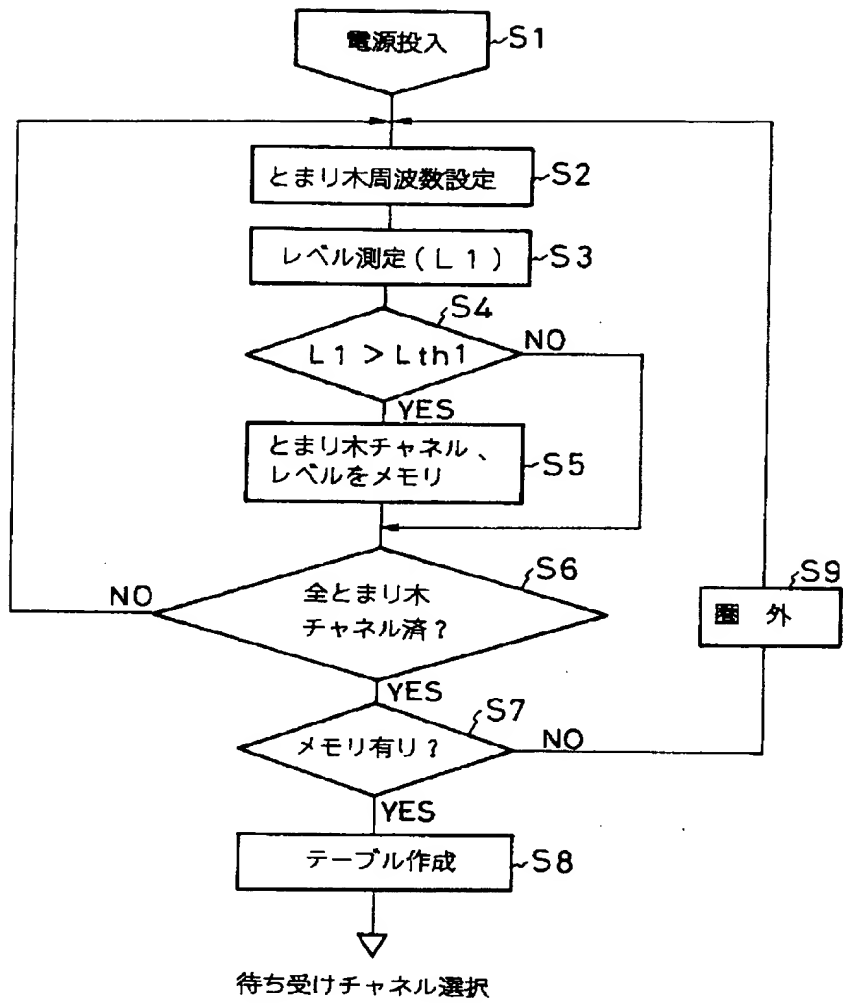 電源投入 S1
とまり木周波数設定 S2
レベル測定(L1) S3
S4
L1>Lth1 NO
YES
とまり木チャネル、
レベルをメモリ S5
S6
NO 全とまり木
チャネル済?
S9
圏 外
YES
S7
メモリ有り? NO
YES
テーブル作成 S8
待ち受けチャネル選択